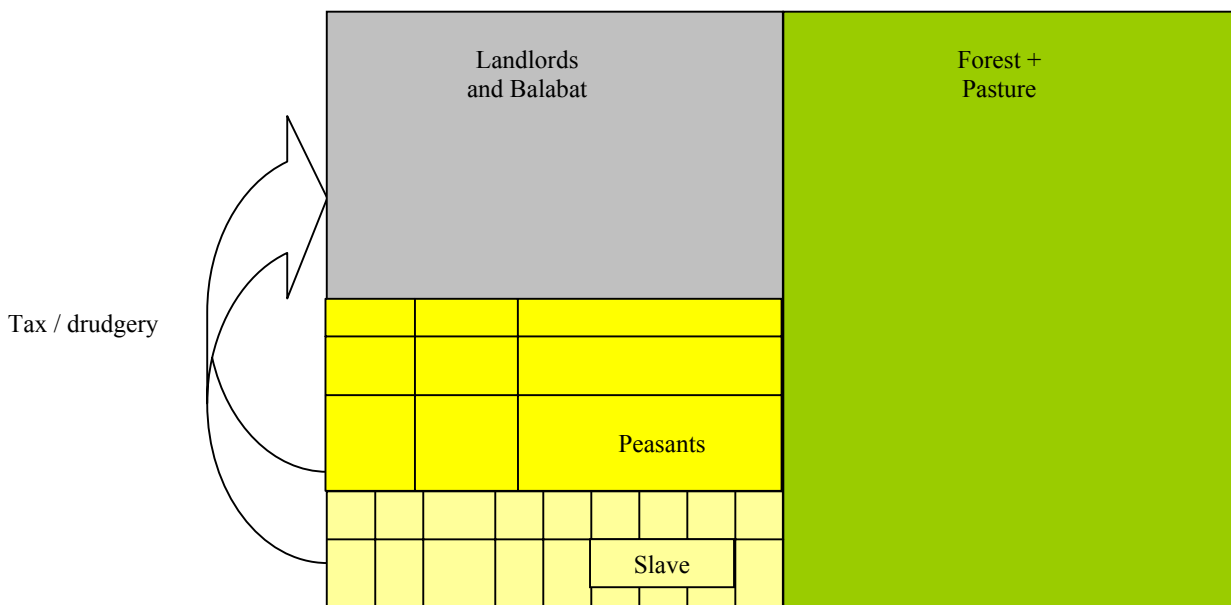 Landlords
and Balabat
Forest +
Pasture
Tax / drudgery
Peasants
Slave